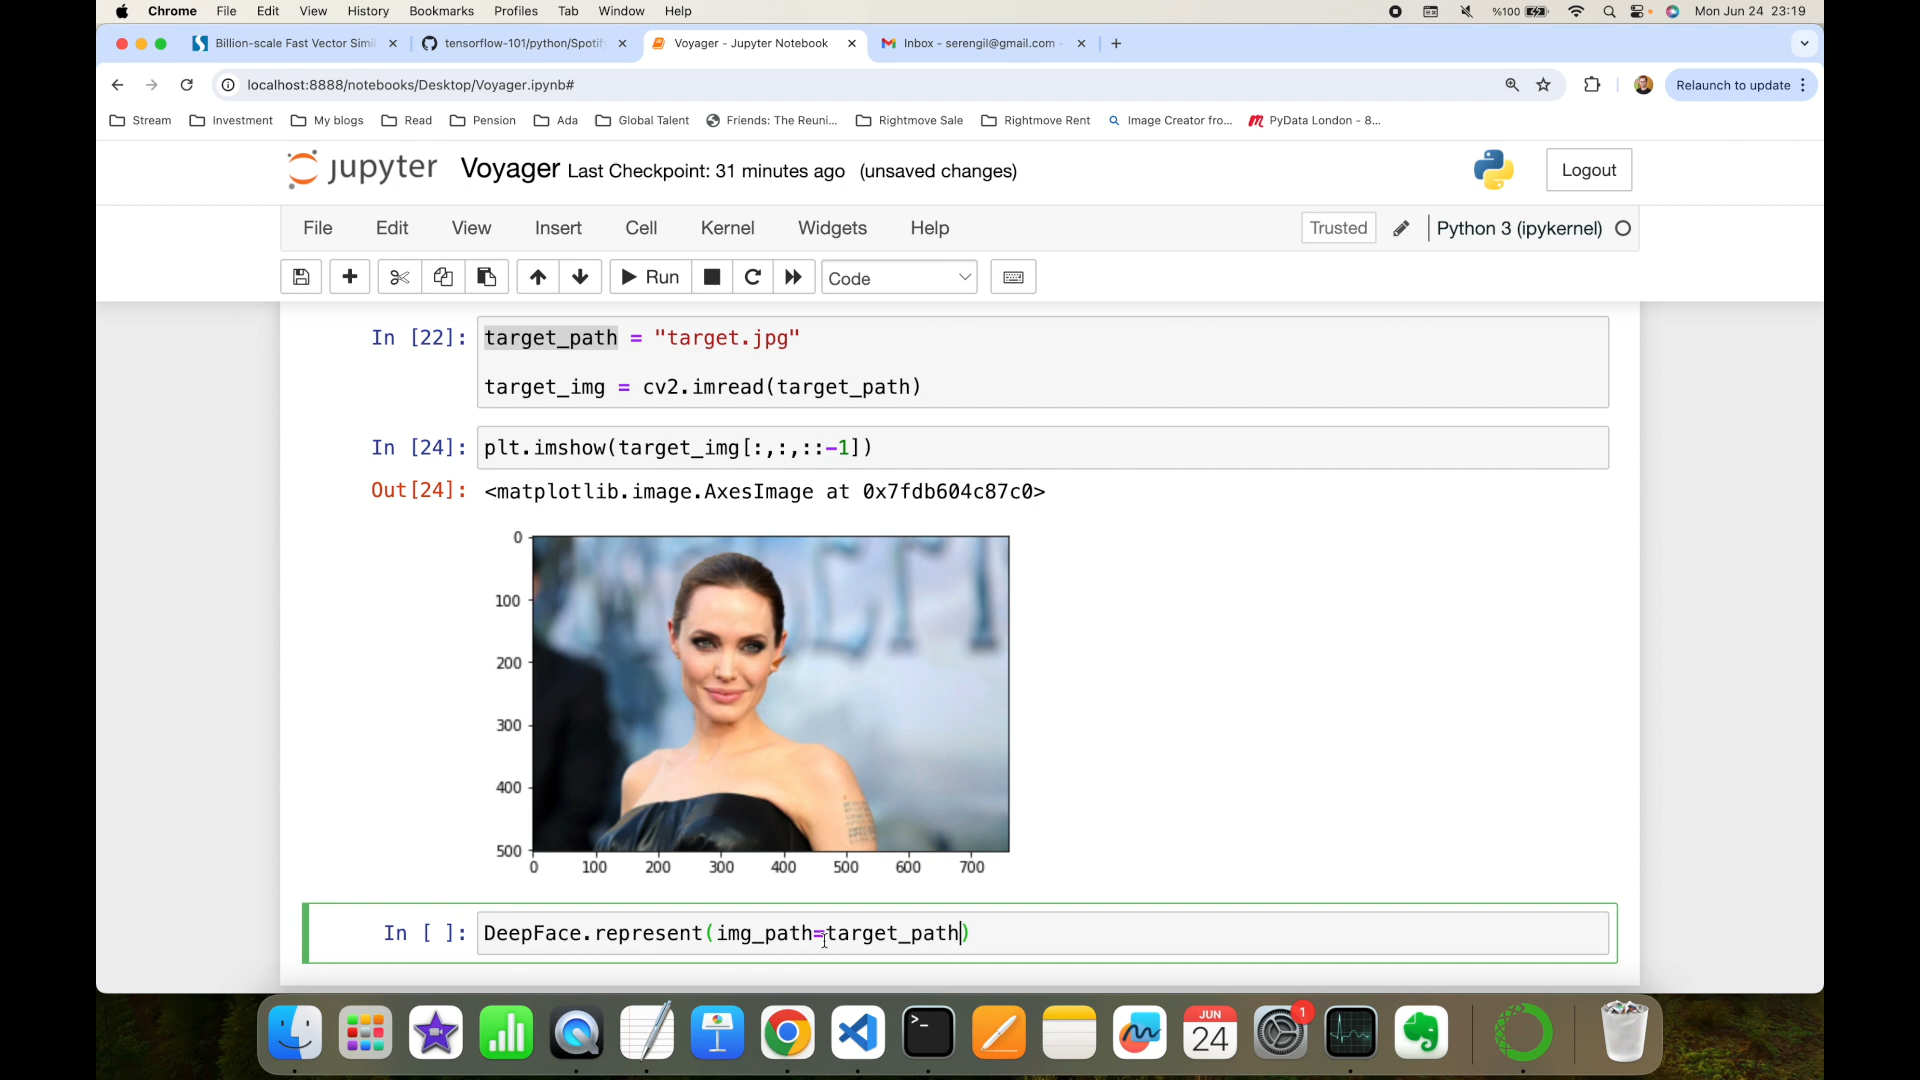 Chrome File Edit View History Bookmarks Profiles Tab Window Help %100 Mon Jun 24 23:19
Billion-scale Fast Vector Simil tensorflow-101/python/Spotify Voyager - Jupyter Notebook Inbox - serengil@gmail.com -
localhost:8888/notebooks/Desktop/Voyager.ipynb# Relaunch to update
Stream Investment My blogs Read Pension Ada Global Talent Friends: The Reuni... Rightmove Sale Rightmove Rent Image Creator fro... PyData London - 8...
jupyter Voyager Last Checkpoint: 31 minutes ago (unsaved changes) Logout
File Edit View Insert Cell Kernel Widgets Help Trusted Python 3 (ipykernel)
Run Code
In [22]: target_path = "target.jpg"
target_img = cv2.imread(target_path)
In [24]: plt.imshow(target_img[:,:,::-1])
Out[24]: <matplotlib.image.AxesImage at 0x7fdb604c87c0>
0
100
200
300
400
500
0 100 200 300 400 500 600 700
In [ ]: DeepFace.represent(img_path=target_path)
JUN
24
1